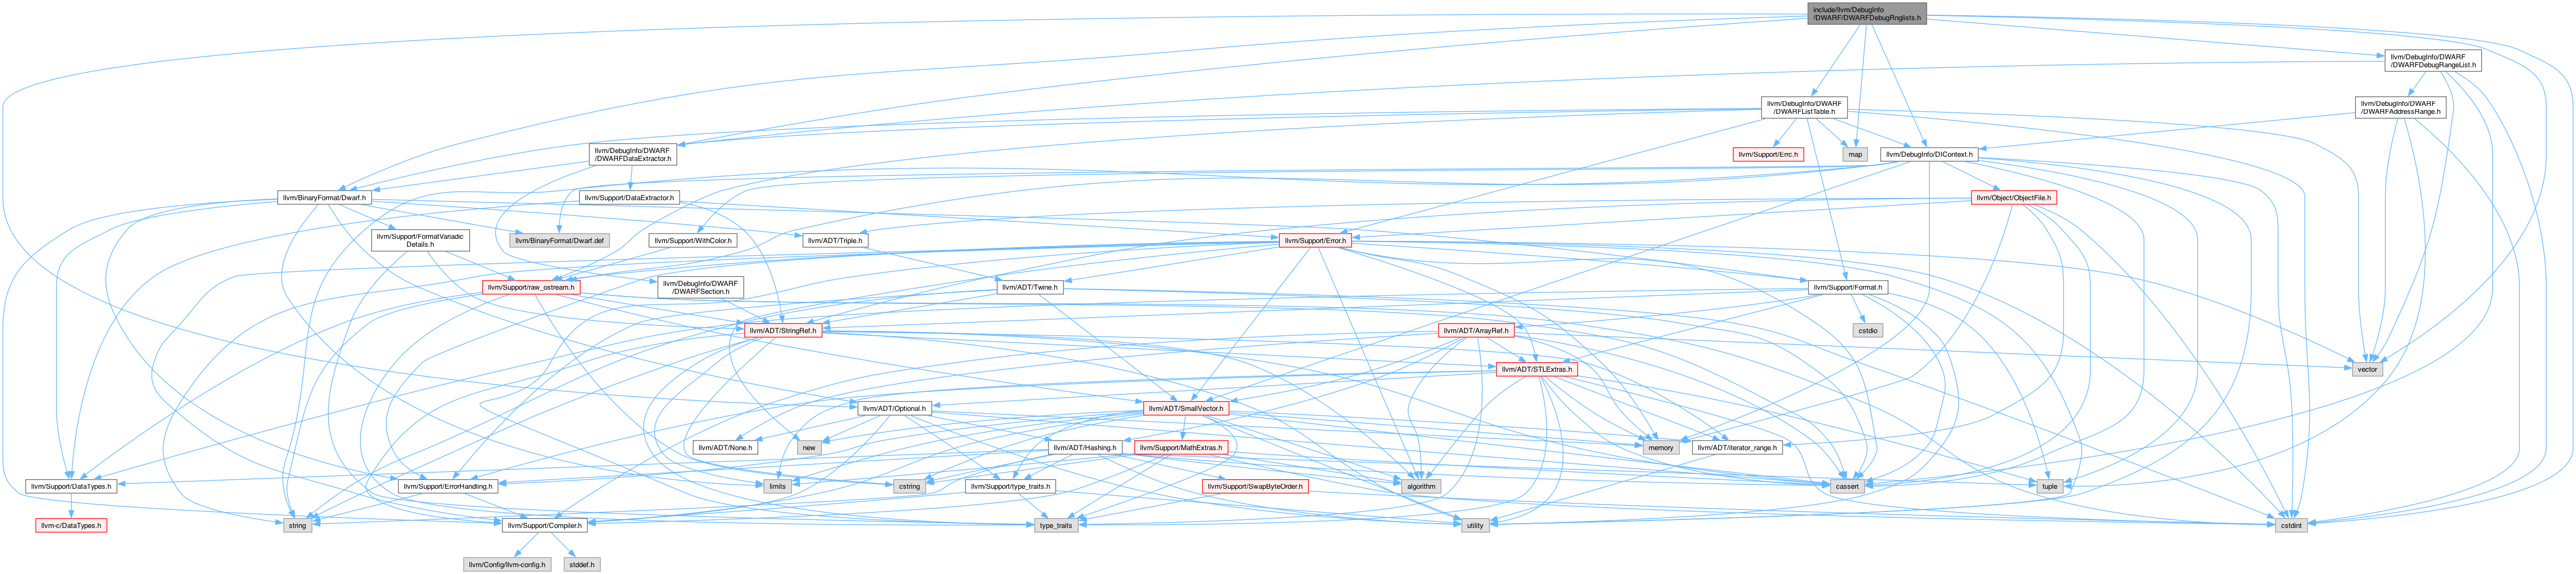 include/llvm/DebugInfo
/DWARF/DWARFDebugRnglists.h
llvm/DebugInfo/DWARF
/DWARFDebugRangeList.h
llvm/DebugInfo/DWARF
/DWARFListTable.h
llvm/DebugInfo/DWARF
/DWARFAddressRange.h
llvm/DebugInfo/DWARF
/DWARFDataExtractor.h
llvm/Support/Errc.h
map
llvm/DebugInfo/DIContext.h
llvm/BinaryFormat/Dwarf.h
llvm/Support/DataExtractor.h
llvm/Object/ObjectFile.h
llvm/Support/FormatVariadic
Details.h
llvm/BinaryFormat/Dwarf.def
llvm/Support/WithColor.h
llvm/ADT/Triple.h
llvm/Support/Error.h
llvm/Support/raw_ostream.h
llvm/DebugInfo/DWARF
/DWARFSection.h
llvm/ADT/Twine.h
llvm/Support/Format.h
llvm/ADT/StringRef.h
llvm/ADT/ArrayRef.h
cstdio
llvm/ADT/STLExtras.h
vector
llvm/ADT/Optional.h
llvm/ADT/SmallVector.h
llvm/ADT/None.h
new
llvm/ADT/Hashing.h
llvm/Support/MathExtras.h
memory
llvm/ADT/iterator_range.h
llvm/Support/DataTypes.h
llvm/Support/ErrorHandling.h
limits
cstring
llvm/Support/type_traits.h
llvm/Support/SwapByteOrder.h
algorithm
cassert
tuple
llvm-c/DataTypes.h
string
llvm/Support/Compiler.h
type_traits
utility
cstdint
llvm/Config/llvm-config.h
stddef.h